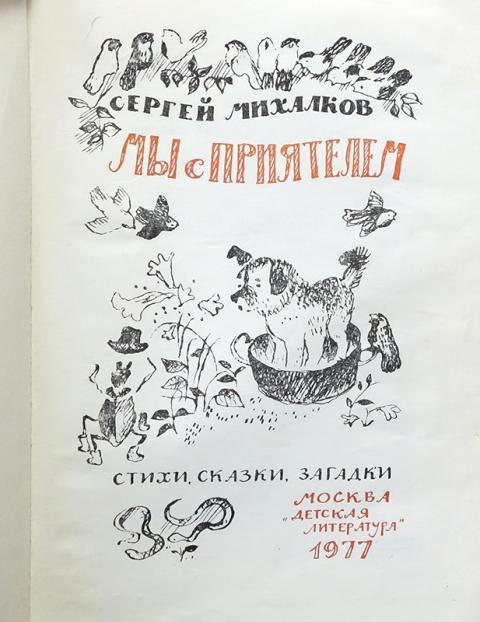 СЕРГЕЙ МИХАЛКОВ
МЫ с ПРИЯТЕЛЕМ
СТИХИ, СКАЗКИ, ЗАГАДКИ
МОСКВА
„ДЕТСКАЯ
ЛИТЕРАТУРА"
1977